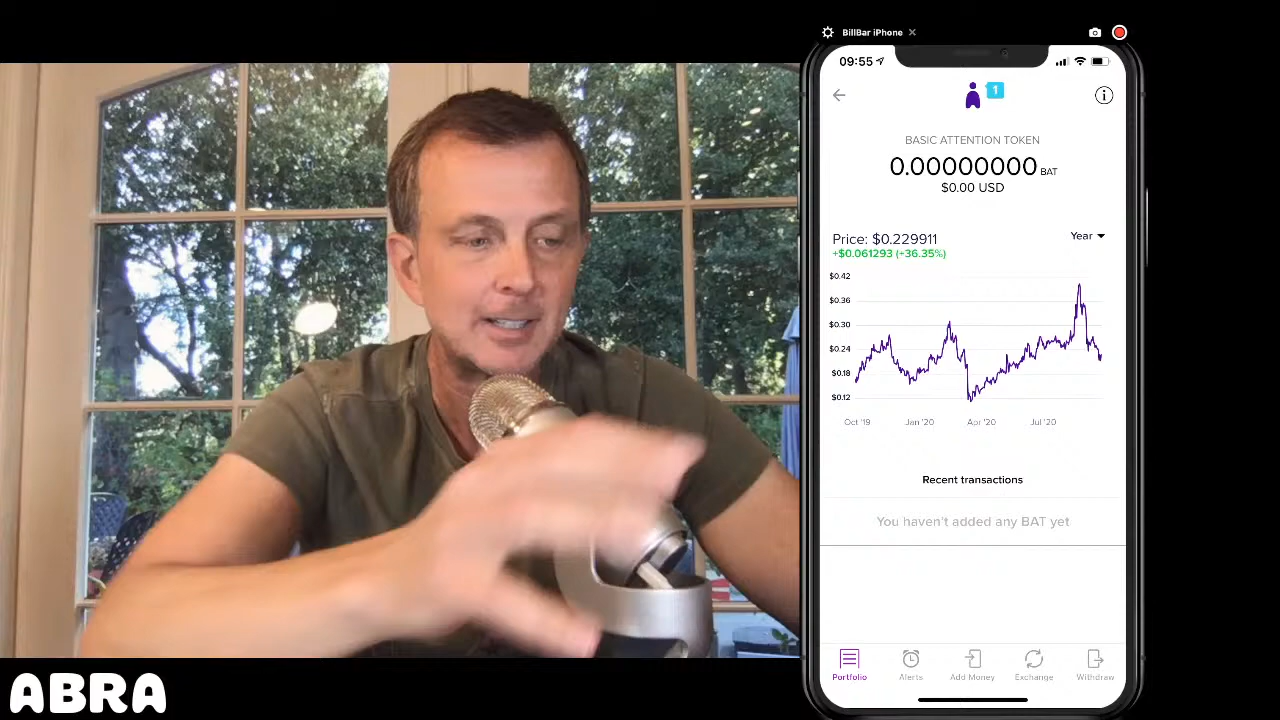 BillBar iPhone
09:55
1
BASIC ATTENTION TOKEN
0.00000000 BAT
$0.00 USD
Price: $0.229911
Year
+$0.061293 (+36.35%)
$0.42
$0.36
$0.30
$0.24
$0.18
$0.12
Oct '19 Jan '20 Apr '20 Jul '20
Recent transactions
You haven't added any BAT yet
Portfolio Alerts Add Money Exchange Withdraw
ABRA